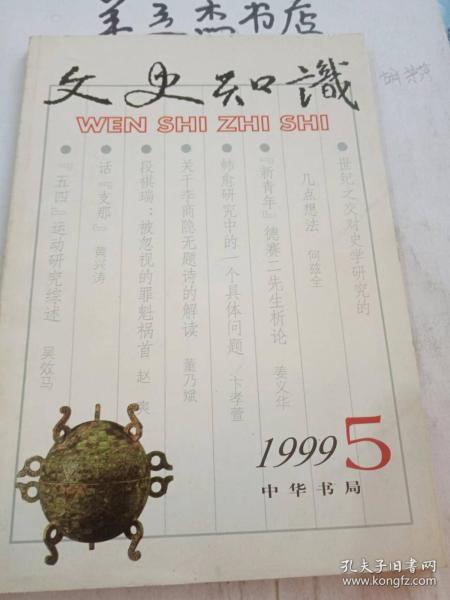 羊立杰书店
文史知識
WEN SHI ZHI SHI
世纪之交对史学研究的
几点想法 何兹全
『新青年』德赛二先生析论 姜义华
韩愈研究中的一个具体问题 卞孝萱
关于李商隐无题诗的解读 董乃斌
段祺瑞：被忽视的罪魁祸首 赵爽
话『支那』 黄兴涛
『五四』运动研究综述 吴效马
1999 5
中华书局
孔夫子旧书网
www.kongfz.com